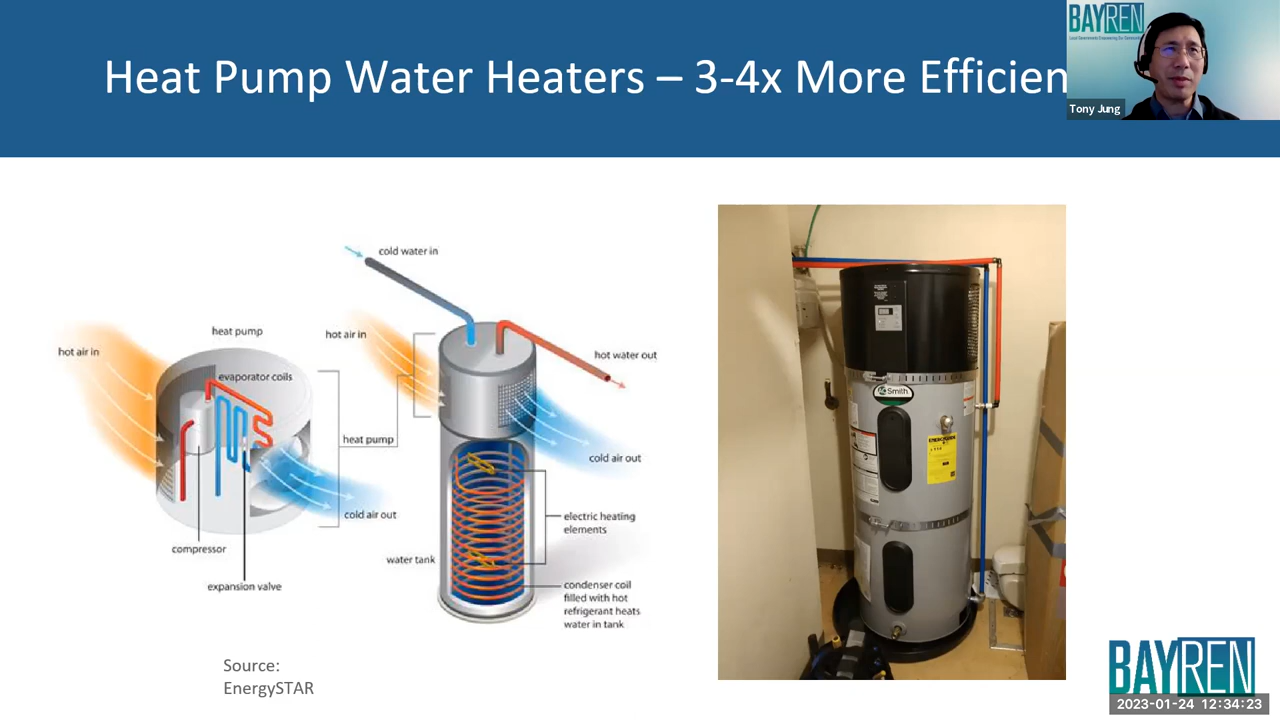 Heat Pump Water Heaters – 3-4x More Efficien
BAYREN
Tony Jung
cold water in
heat pump
hot air in
hot air in
hot water out
evaporator coils
heat pump
cold air out
cold air out
electric heating
elements
compressor
water tank
expansion valve
condenser coil
filled with hot
refrigerant heats
water in tank
Smith
Source:
EnergySTAR
BAYREN
2023-01-24 12:34:23